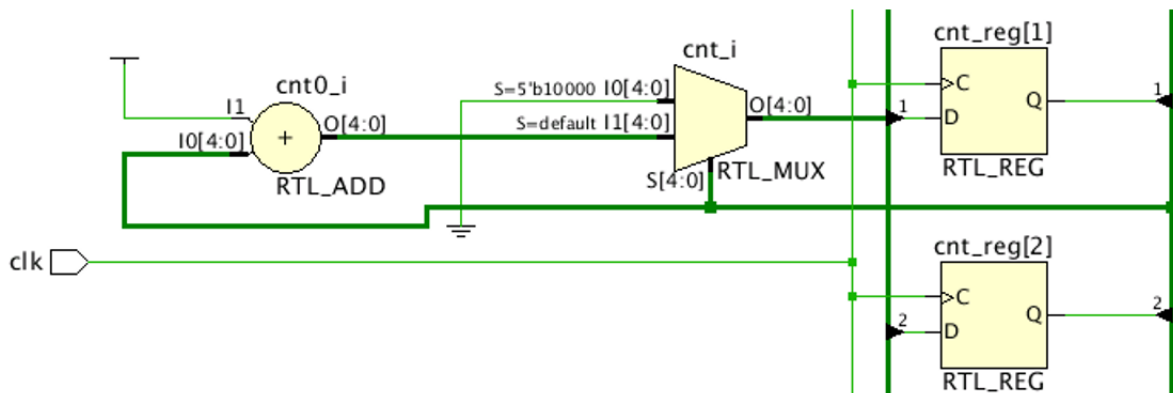 cnt0_i
I1
I0[4:0]
+
O[4:0]
RTL_ADD
cnt_i
S=5'b10000 I0[4:0]
S=default I1[4:0]
O[4:0]
S[4:0]
RTL_MUX
clk
cnt_reg[1]
C
1
D
Q
1
RTL_REG
cnt_reg[2]
C
2
D
Q
2
RTL_REG